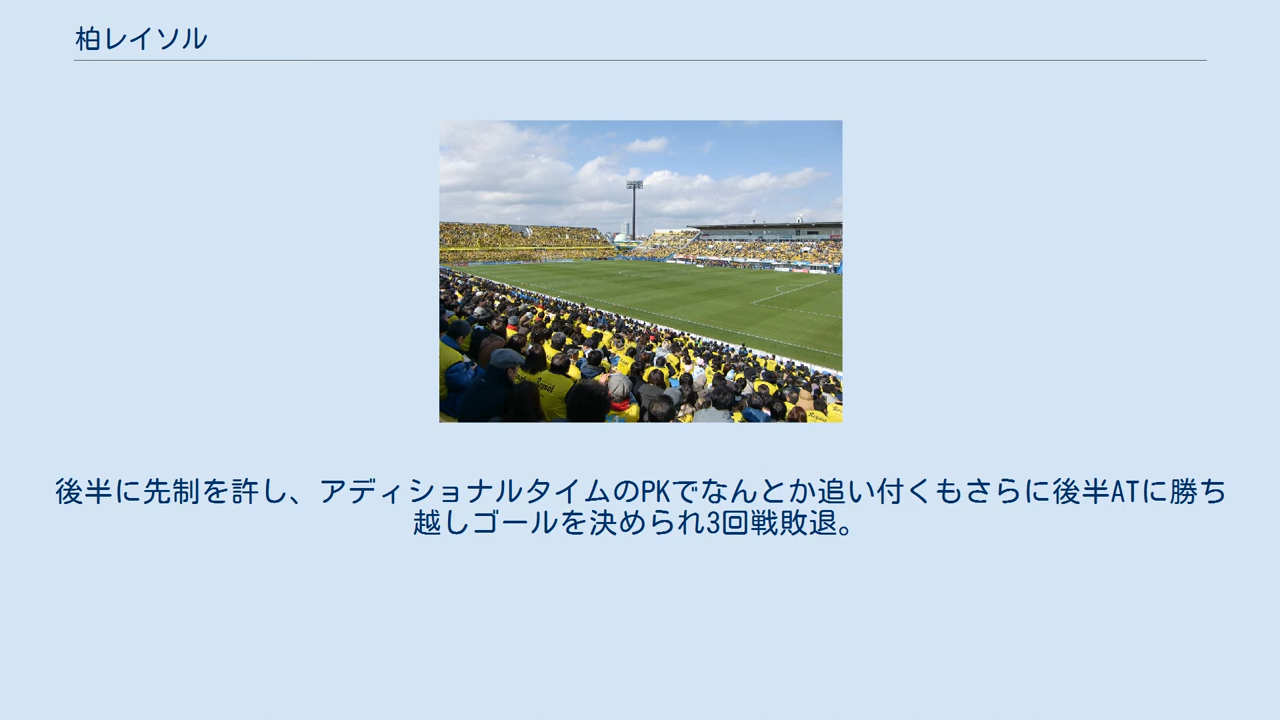 柏レイソル
後半に先制を許し、アディショナルタイムのPKでなんとか追い付くもさらに後半ATに勝ち
越しゴールを決められ3回戦敗退。